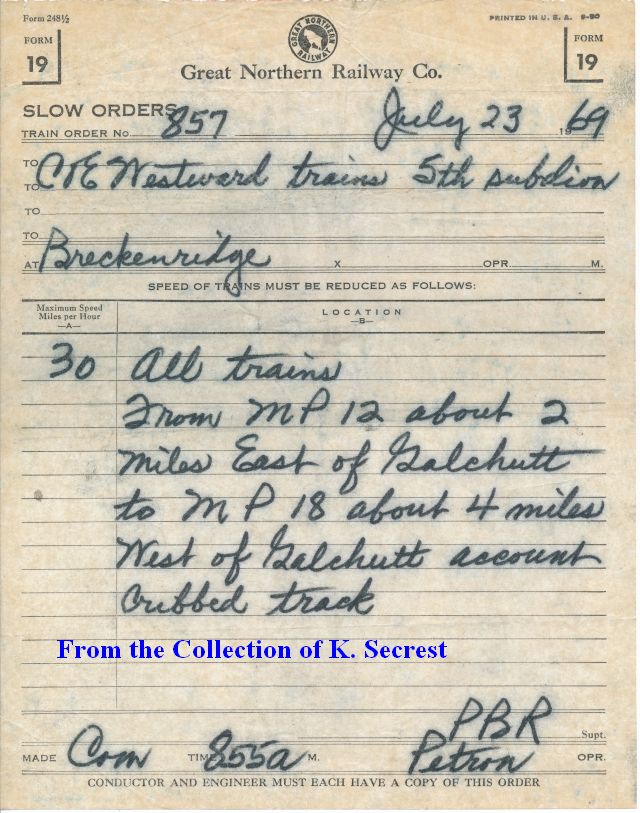 Form 248½
PRINTED IN U. S. A. 9-50
FORM 19
GREAT NORTHERN RAILWAY
FORM 19
Great Northern Railway Co.
SLOW ORDERS
TRAIN ORDER No. 857 July 23 1969
TO C&E Westward trains 5th subdion
TO
TO
TO
AT Breckenridge X OPR. M.
SPEED OF TRAINS MUST BE REDUCED AS FOLLOWS:
Maximum Speed Miles per Hour —A— LOCATION —B—
30 All trains
From MP 12 about 2
miles East of Galchutt
to MP 18 about 4 miles
West of Galchutt account
Cribbed track
From the Collection of K. Secrest
PBR Supt.
MADE Com TIME 855a M. Petron OPR.
CONDUCTOR AND ENGINEER MUST EACH HAVE A COPY OF THIS ORDER